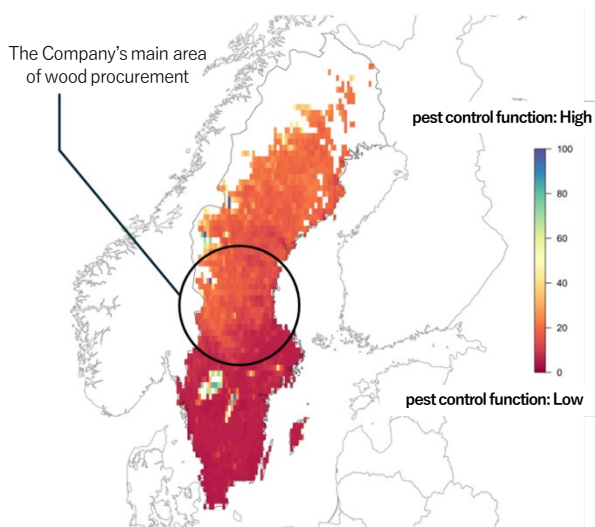 The Company’s main area
of wood procurement
pest control function: High
100
80
60
40
20
0
pest control function: Low